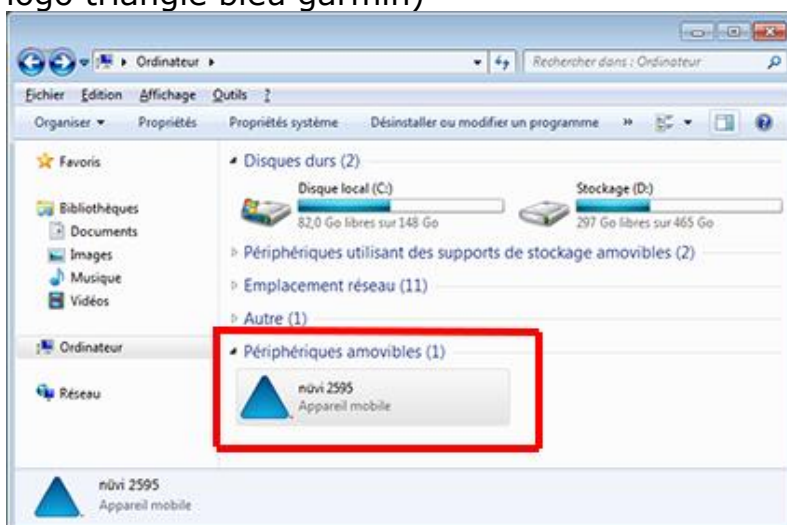 logo triangle bleu garmin)
Ordinateur
Rechercher dans : Ordinateur
Fichier Edition Affichage Outils ?
Organiser Propriétés Propriétés système Désinstaller ou modifier un programme »
Favoris
Bibliothèques
Documents
Images
Musique
Vidéos
Ordinateur
Réseau
Disques durs (2)
Disque local (C:)
82,0 Go libres sur 148 Go
Stockage (D:)
297 Go libres sur 465 Go
Périphériques utilisant des supports de stockage amovibles (2)
Emplacement réseau (11)
Autre (1)
Périphériques amovibles (1)
nüvi 2595
Appareil mobile
nüvi 2595
Appareil mobile